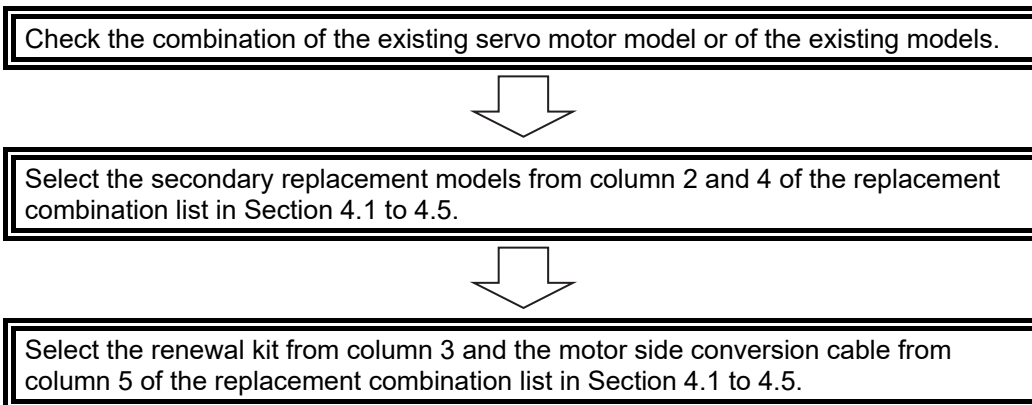 Check the combination of the existing servo motor model or of the existing models.
Select the secondary replacement models from column 2 and 4 of the replacement
combination list in Section 4.1 to 4.5.
Select the renewal kit from column 3 and the motor side conversion cable from
column 5 of the replacement combination list in Section 4.1 to 4.5.